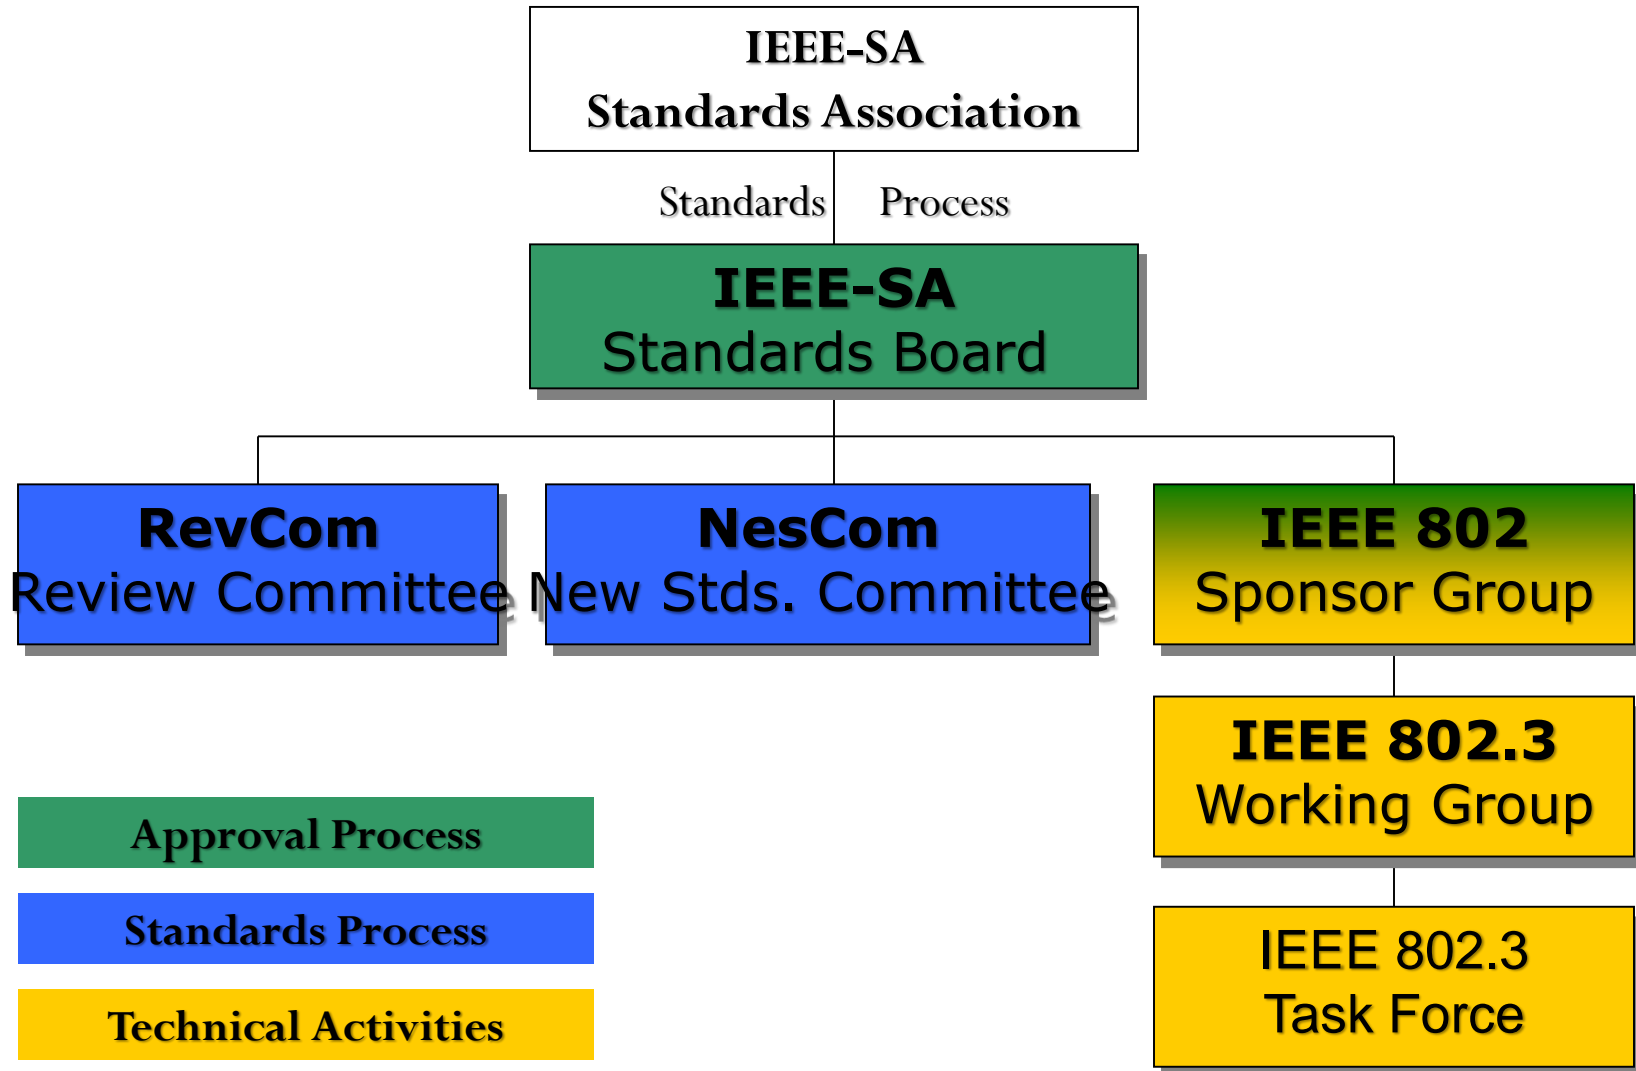 IEEE-SA
Standards Association
Standards Process
IEEE-SA
Standards Board
RevCom
Review Committee
NesCom
New Stds. Committee
IEEE 802
Sponsor Group
IEEE 802.3
Working Group
IEEE 802.3
Task Force
Approval Process
Standards Process
Technical Activities